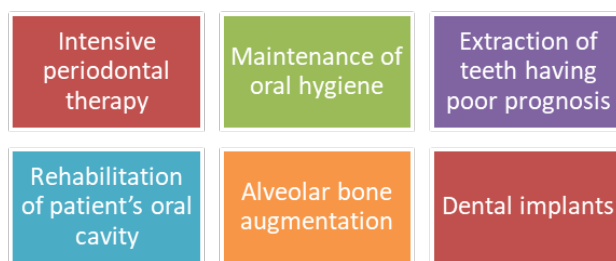 Intensive
periodontal
therapy
Maintenance of
oral hygiene
Extraction of
teeth having
poor prognosis
Rehabilitation
of patient's oral
cavity
Alveolar bone
augmentation
Dental implants